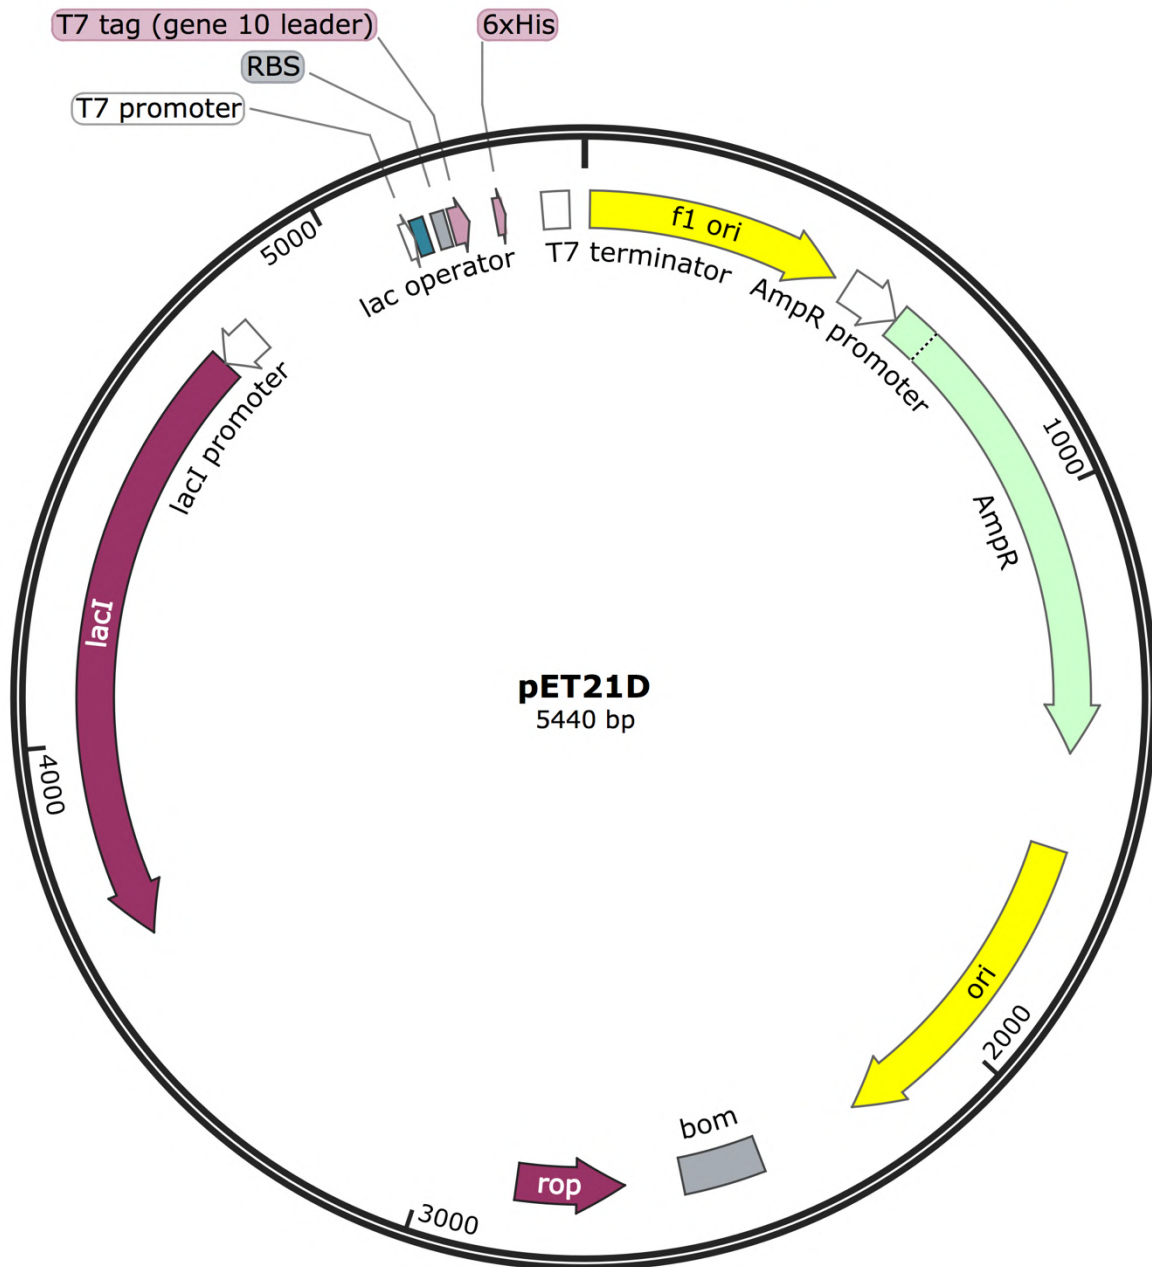 T7 tag (gene 10 leader)
6xHis
RBS
T7 promoter
5000
lac operator
T7 terminator
f1 ori
AmpR promoter
lacI promoter
1000
AmpR
lacI
pET21D
5440 bp
4000
ori
2000
bom
rop
3000